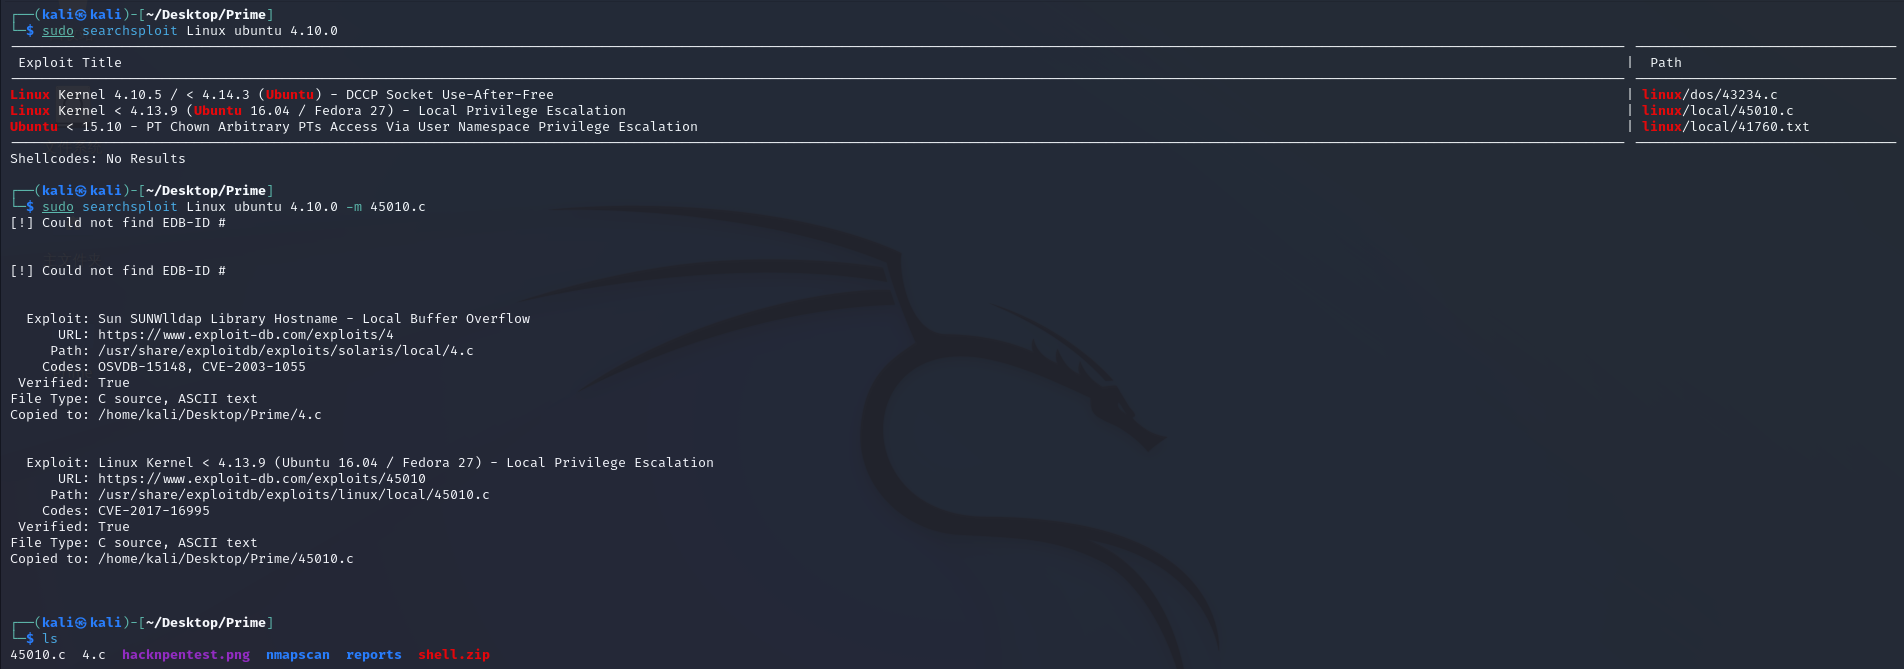 ┌──(kali㉿kali)-[~/Desktop/Prime]
└─$ sudo searchsploit Linux ubuntu 4.10.0
Exploit Title | Path
Linux Kernel 4.10.5 / < 4.14.3 (Ubuntu) - DCCP Socket Use-After-Free | linux/dos/43234.c
Linux Kernel < 4.13.9 (Ubuntu 16.04 / Fedora 27) - Local Privilege Escalation | linux/local/45010.c
Ubuntu < 15.10 - PT Chown Arbitrary PTs Access Via User Namespace Privilege Escalation | linux/local/41760.txt
Shellcodes: No Results
┌──(kali㉿kali)-[~/Desktop/Prime]
└─$ sudo searchsploit Linux ubuntu 4.10.0 -m 45010.c
[!] Could not find EDB-ID #
[!] Could not find EDB-ID #
Exploit: Sun SUNWlldap Library Hostname - Local Buffer Overflow
URL: https://www.exploit-db.com/exploits/4
Path: /usr/share/exploitdb/exploits/solaris/local/4.c
Codes: OSVDB-15148, CVE-2003-1055
Verified: True
File Type: C source, ASCII text
Copied to: /home/kali/Desktop/Prime/4.c
Exploit: Linux Kernel < 4.13.9 (Ubuntu 16.04 / Fedora 27) - Local Privilege Escalation
URL: https://www.exploit-db.com/exploits/45010
Path: /usr/share/exploitdb/exploits/linux/local/45010.c
Codes: CVE-2017-16995
Verified: True
File Type: C source, ASCII text
Copied to: /home/kali/Desktop/Prime/45010.c
┌──(kali㉿kali)-[~/Desktop/Prime]
└─$ ls
45010.c 4.c hacknpentest.png nmapscan reports shell.zip